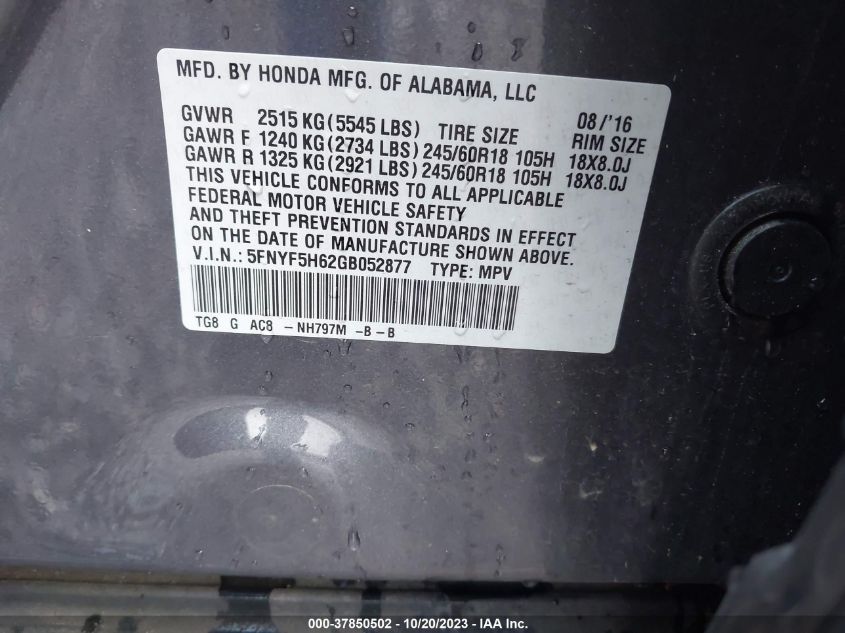 MFD. BY HONDA MFG. OF ALABAMA, LLC
GVWR 2515 KG (5545 LBS) TIRE SIZE 08/'16 RIM SIZE
GAWR F 1240 KG (2734 LBS) 245/60R18 105H 18X8.0J
GAWR R 1325 KG (2921 LBS) 245/60R18 105H 18X8.0J
THIS VEHICLE CONFORMS TO ALL APPLICABLE
FEDERAL MOTOR VEHICLE SAFETY
AND THEFT PREVENTION STANDARDS IN EFFECT
ON THE DATE OF MANUFACTURE SHOWN ABOVE.
V.I.N.: 5FNYF5H62GB052877 TYPE: MPV
TG8 G AC8 -NH797M -B-B
000-37850502 - 10/20/2023 - IAA Inc.